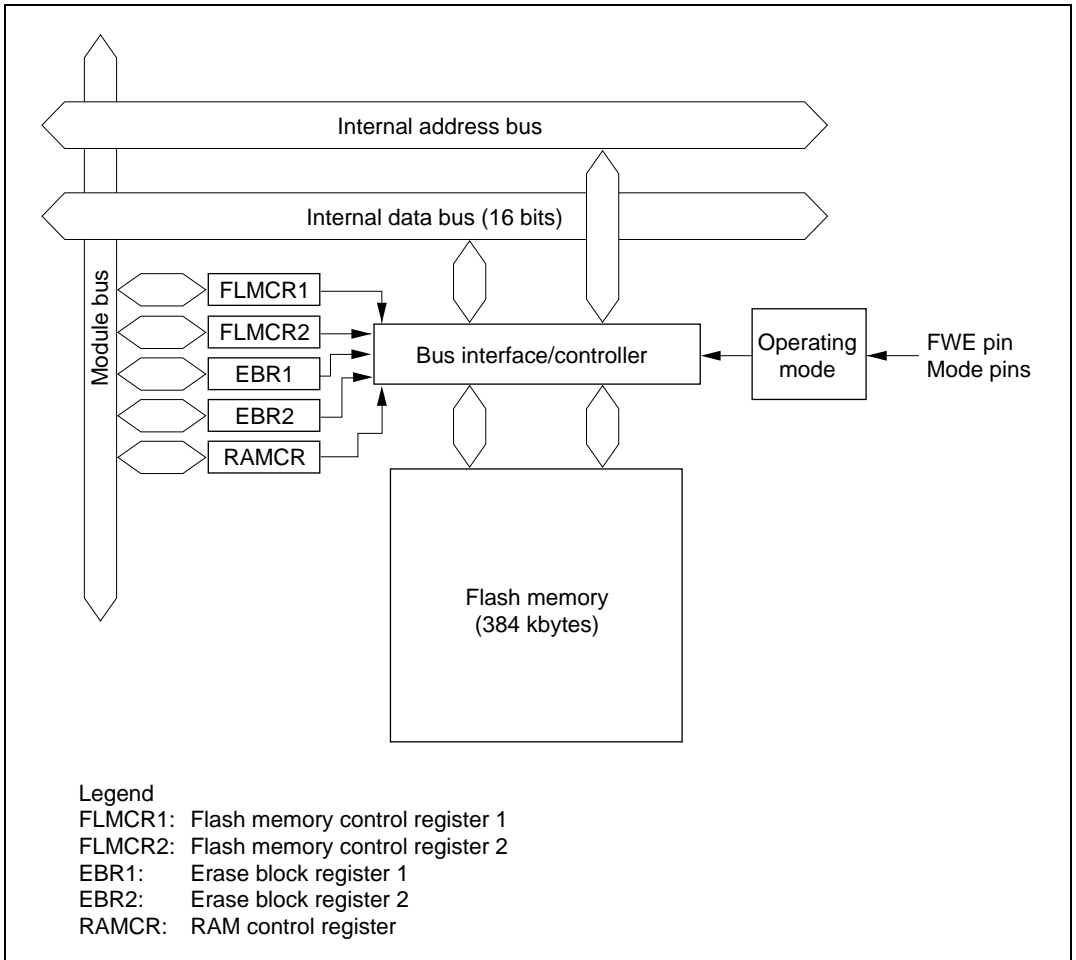 Internal address bus
Internal data bus (16 bits)
Module bus
FLMCR1
FLMCR2
EBR1
EBR2
RAMCR
Bus interface/controller
Operating
mode
FWE pin
Mode pins
Flash memory
(384 kbytes)
Legend
FLMCR1: Flash memory control register 1
FLMCR2: Flash memory control register 2
EBR1: Erase block register 1
EBR2: Erase block register 2
RAMCR: RAM control register